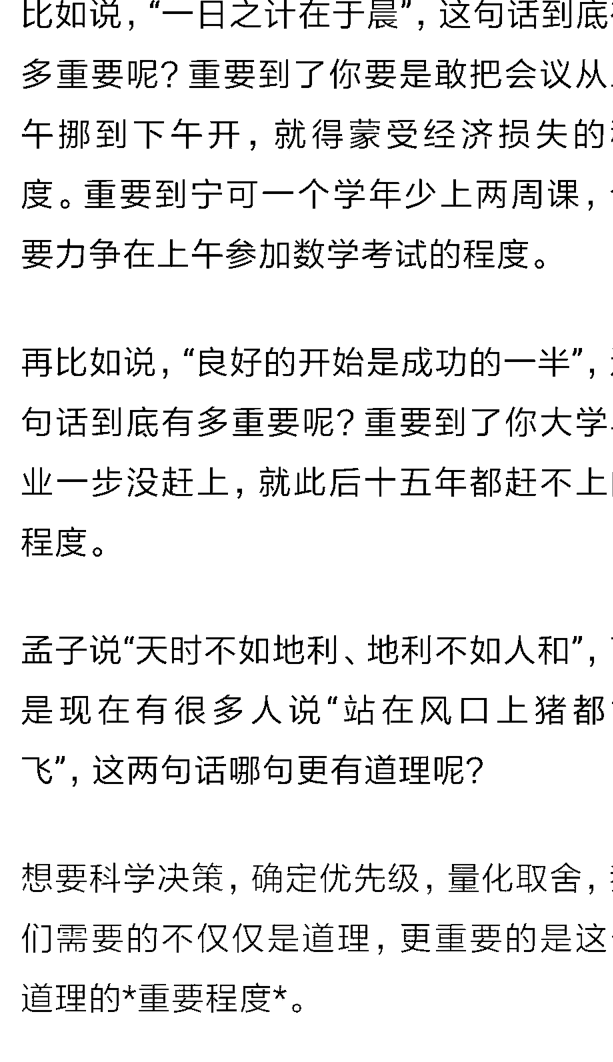 比如说，“一日之计在于晨”，这句话到底
多重要呢？重要到了你要是敢把会议从
午挪到下午开，就得蒙受经济损失的
度。重要到宁可一个学年少上两周课，
要力争在上午参加数学考试的程度。
再比如说，“良好的开始是成功的一半”，
句话到底有多重要呢？重要到了你大学
业一步没赶上，就此后十五年都赶不上
程度。
孟子说“天时不如地利、地利不如人和”，
是现在有很多人说“站在风口上猪都
飞”，这两句话哪句更有道理呢？
想要科学决策，确定优先级，量化取舍，
们需要的不仅仅是道理，更重要的是这
道理的*重要程度*。